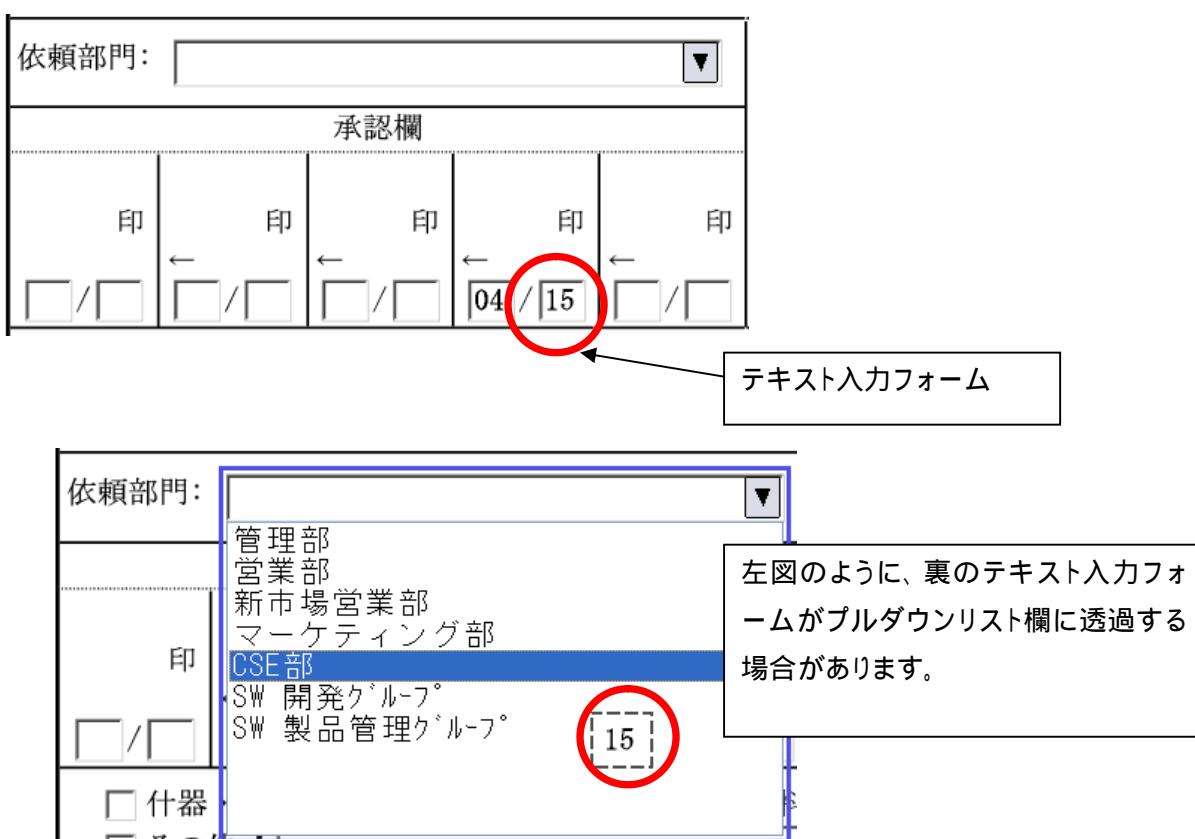 依頼部門：
▼
承認欄
印 印 印 印 印
← ← ← ←
/ / / 04 / 15 /
テキスト入力フォーム
依頼部門：
▼
管理部
営業部
新市場営業部
マーケティング部
CSE部
SW 開発ｸﾞﾙｰﾌﾟ
SW 製品管理ｸﾞﾙｰﾌﾟ
印
/
15
左図のように、裏のテキスト入力フォ
ームがプルダウンリスト欄に透過する
場合があります。
什器